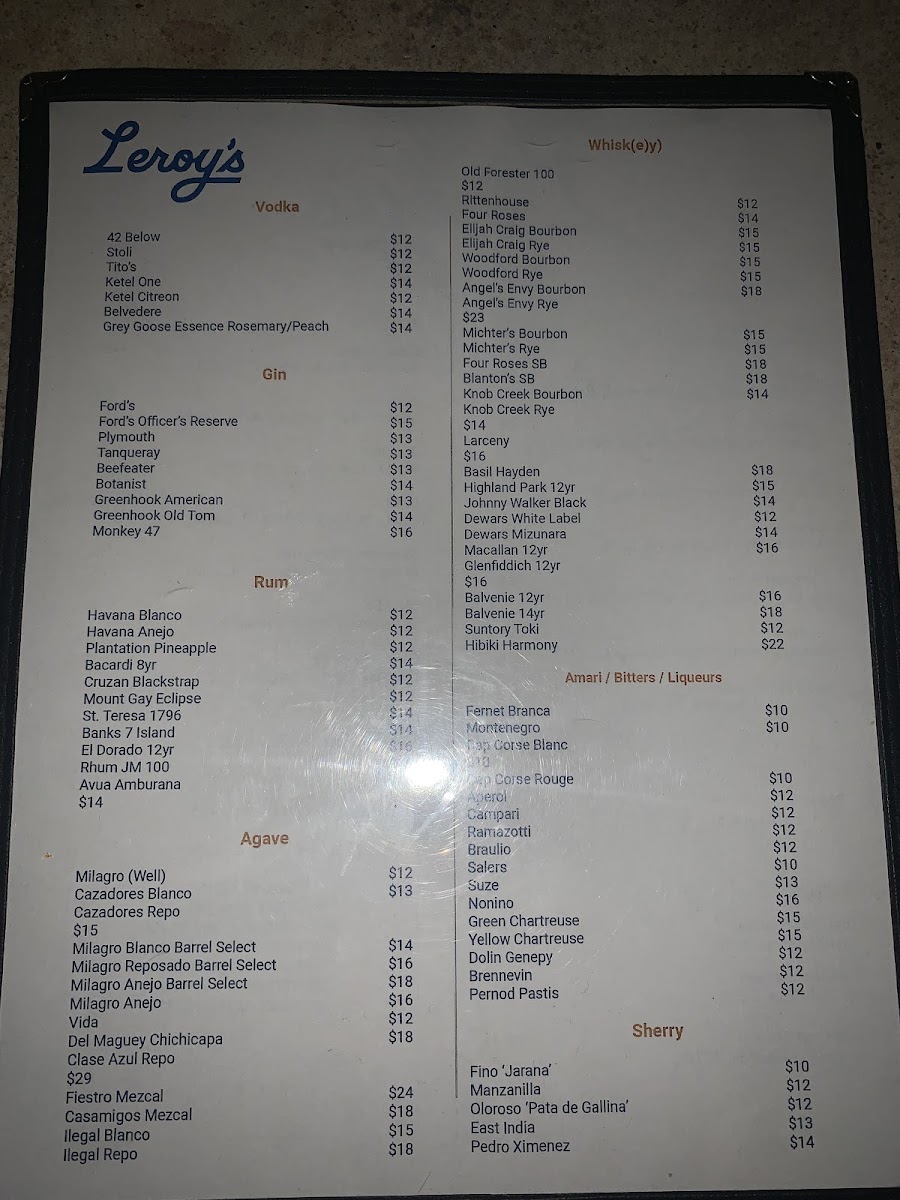 Leroy's
Vodka
42 Below $12
Stoli $12
Tito's $12
Ketel One $14
Ketel Citreon $12
Belvedere $14
Grey Goose Essence Rosemary/Peach $14
Gin
Ford's $12
Ford's Officer's Reserve $15
Plymouth $13
Tanqueray $13
Beefeater $13
Botanist $14
Greenhook American $13
Greenhook Old Tom $14
Monkey 47 $16
Rum
Havana Blanco $12
Havana Anejo $12
Plantation Pineapple $12
Bacardi 8yr $14
Cruzan Blackstrap $12
Mount Gay Eclipse $12
St. Teresa 1796 $14
Banks 7 Island $14
El Dorado 12yr $16
Rhum JM 100
Avua Amburana
$14
Agave
Milagro (Well) $12
Cazadores Blanco $13
Cazadores Repo
$15
Milagro Blanco Barrel Select $14
Milagro Reposado Barrel Select $16
Milagro Anejo Barrel Select $18
Milagro Anejo $16
Vida $12
Del Maguey Chichicapa $18
Clase Azul Repo
$29
Fiestro Mezcal $24
Casamigos Mezcal $18
Ilegal Blanco $15
Ilegal Repo $18
Whisk(e)y)
Old Forester 100
$12
Rittenhouse $12
Four Roses $14
Elijah Craig Bourbon $15
Elijah Craig Rye $15
Woodford Bourbon $15
Woodford Rye $15
Angel's Envy Bourbon $18
Angel's Envy Rye
$23
Michter's Bourbon $15
Michter's Rye $15
Four Roses SB $18
Blanton's SB $18
Knob Creek Bourbon $14
Knob Creek Rye
$14
Larceny
$16
Basil Hayden $18
Highland Park 12yr $15
Johnny Walker Black $14
Dewars White Label $12
Dewars Mizunara $14
Macallan 12yr $16
Glenfiddich 12yr
$16
Balvenie 12yr $16
Balvenie 14yr $18
Suntory Toki $12
Hibiki Harmony $22
Amari / Bitters / Liqueurs
Fernet Branca $10
Montenegro $10
Cap Corse Blanc
$10
Cap Corse Rouge $10
Aperol $12
Campari $12
Ramazotti $12
Braulio $12
Salers $10
Suze $13
Nonino $16
Green Chartreuse $15
Yellow Chartreuse $15
Dolin Genepy $12
Brennevin $12
Pernod Pastis $12
Sherry
Fino 'Jarana' $10
Manzanilla $12
Oloroso 'Pata de Gallina' $12
East India $13
Pedro Ximenez $14